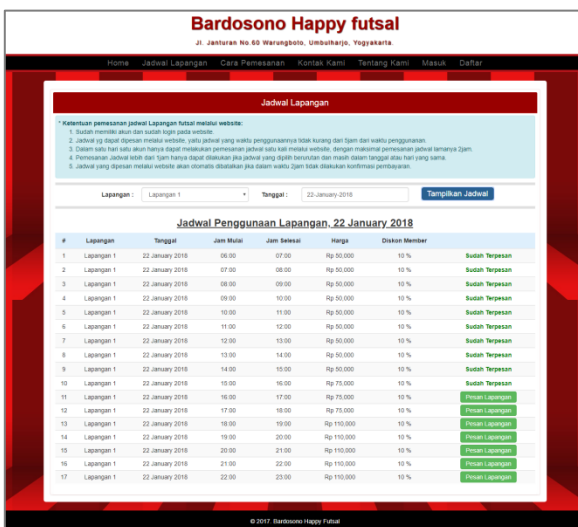 Bardosono Happy futsal
Jl. Janturan No.60 Warungboto, Umbulharjo, Yogyakarta.
Home Jadwal Lapangan Cara Pemesanan Kontak Kami Tentang Kami Masuk Daftar
Jadwal Lapangan
* Ketentuan pemesanan jadwal Lapangan futsal melalui website:
1. Sudah memiliki akun dan sudah login pada website.
2. Jadwal yg dapat dipesan melalui website, yaitu jadwal yang waktu penggunaannya tidak kurang dari 5jam dari waktu penggunanan.
3. Dalam satu hari satu akun hanya dapat melakukan pemesanan jadwal satu kali melalui website, dengan maksimal pemesanan jadwal lamanya 2jam.
4. Pemesanan Jadwal lebih dari 1jam hanya dapat dilakukan jika jadwal yang dipilih berurutan dan masih dalam tanggal atau hari yang sama.
5. Jadwal yang dipesan melalui website akan otomatis dibatalkan jika dalam waktu 2jam tidak dilakukan konfirmasi pembayaran.
Lapangan : Lapangan 1 Tanggal : 22-January-2018 Tampilkan Jadwal
Jadwal Penggunaan Lapangan, 22 January 2018
# Lapangan Tanggal Jam Mulai Jam Selesai Harga Diskon Member
1 Lapangan 1 22 January 2018 06:00 07:00 Rp 50,000 10 % Sudah Terpesan
2 Lapangan 1 22 January 2018 07:00 08:00 Rp 50,000 10 % Sudah Terpesan
3 Lapangan 1 22 January 2018 08:00 09:00 Rp 50,000 10 % Sudah Terpesan
4 Lapangan 1 22 January 2018 09:00 10:00 Rp 50,000 10 % Sudah Terpesan
5 Lapangan 1 22 January 2018 10:00 11:00 Rp 50,000 10 % Sudah Terpesan
6 Lapangan 1 22 January 2018 11:00 12:00 Rp 50,000 10 % Sudah Terpesan
7 Lapangan 1 22 January 2018 12:00 13:00 Rp 50,000 10 % Sudah Terpesan
8 Lapangan 1 22 January 2018 13:00 14:00 Rp 50,000 10 % Sudah Terpesan
9 Lapangan 1 22 January 2018 14:00 15:00 Rp 50,000 10 % Sudah Terpesan
10 Lapangan 1 22 January 2018 15:00 16:00 Rp 75,000 10 % Sudah Terpesan
11 Lapangan 1 22 January 2018 16:00 17:00 Rp 75,000 10 % Pesan Lapangan
12 Lapangan 1 22 January 2018 17:00 18:00 Rp 75,000 10 % Pesan Lapangan
13 Lapangan 1 22 January 2018 18:00 19:00 Rp 110,000 10 % Pesan Lapangan
14 Lapangan 1 22 January 2018 19:00 20:00 Rp 110,000 10 % Pesan Lapangan
15 Lapangan 1 22 January 2018 20:00 21:00 Rp 110,000 10 % Pesan Lapangan
16 Lapangan 1 22 January 2018 21:00 22:00 Rp 110,000 10 % Pesan Lapangan
17 Lapangan 1 22 January 2018 22:00 23:00 Rp 110,000 10 % Pesan Lapangan
© 2017. Bardosono Happy Futsal